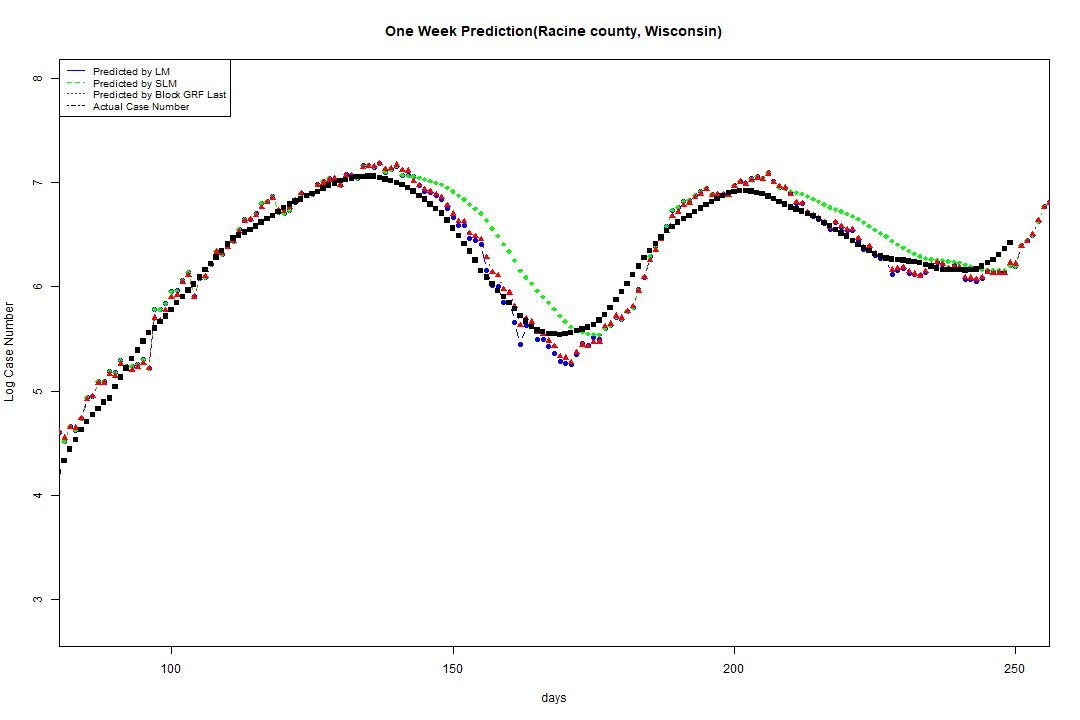 One Week Prediction(Racine county, Wisconsin)
Predicted by LM
Predicted by SLM
Predicted by Block GRF Last
Actual Case Number
8
7
6
5
4
3
Log Case Number
100 150 200 250
days